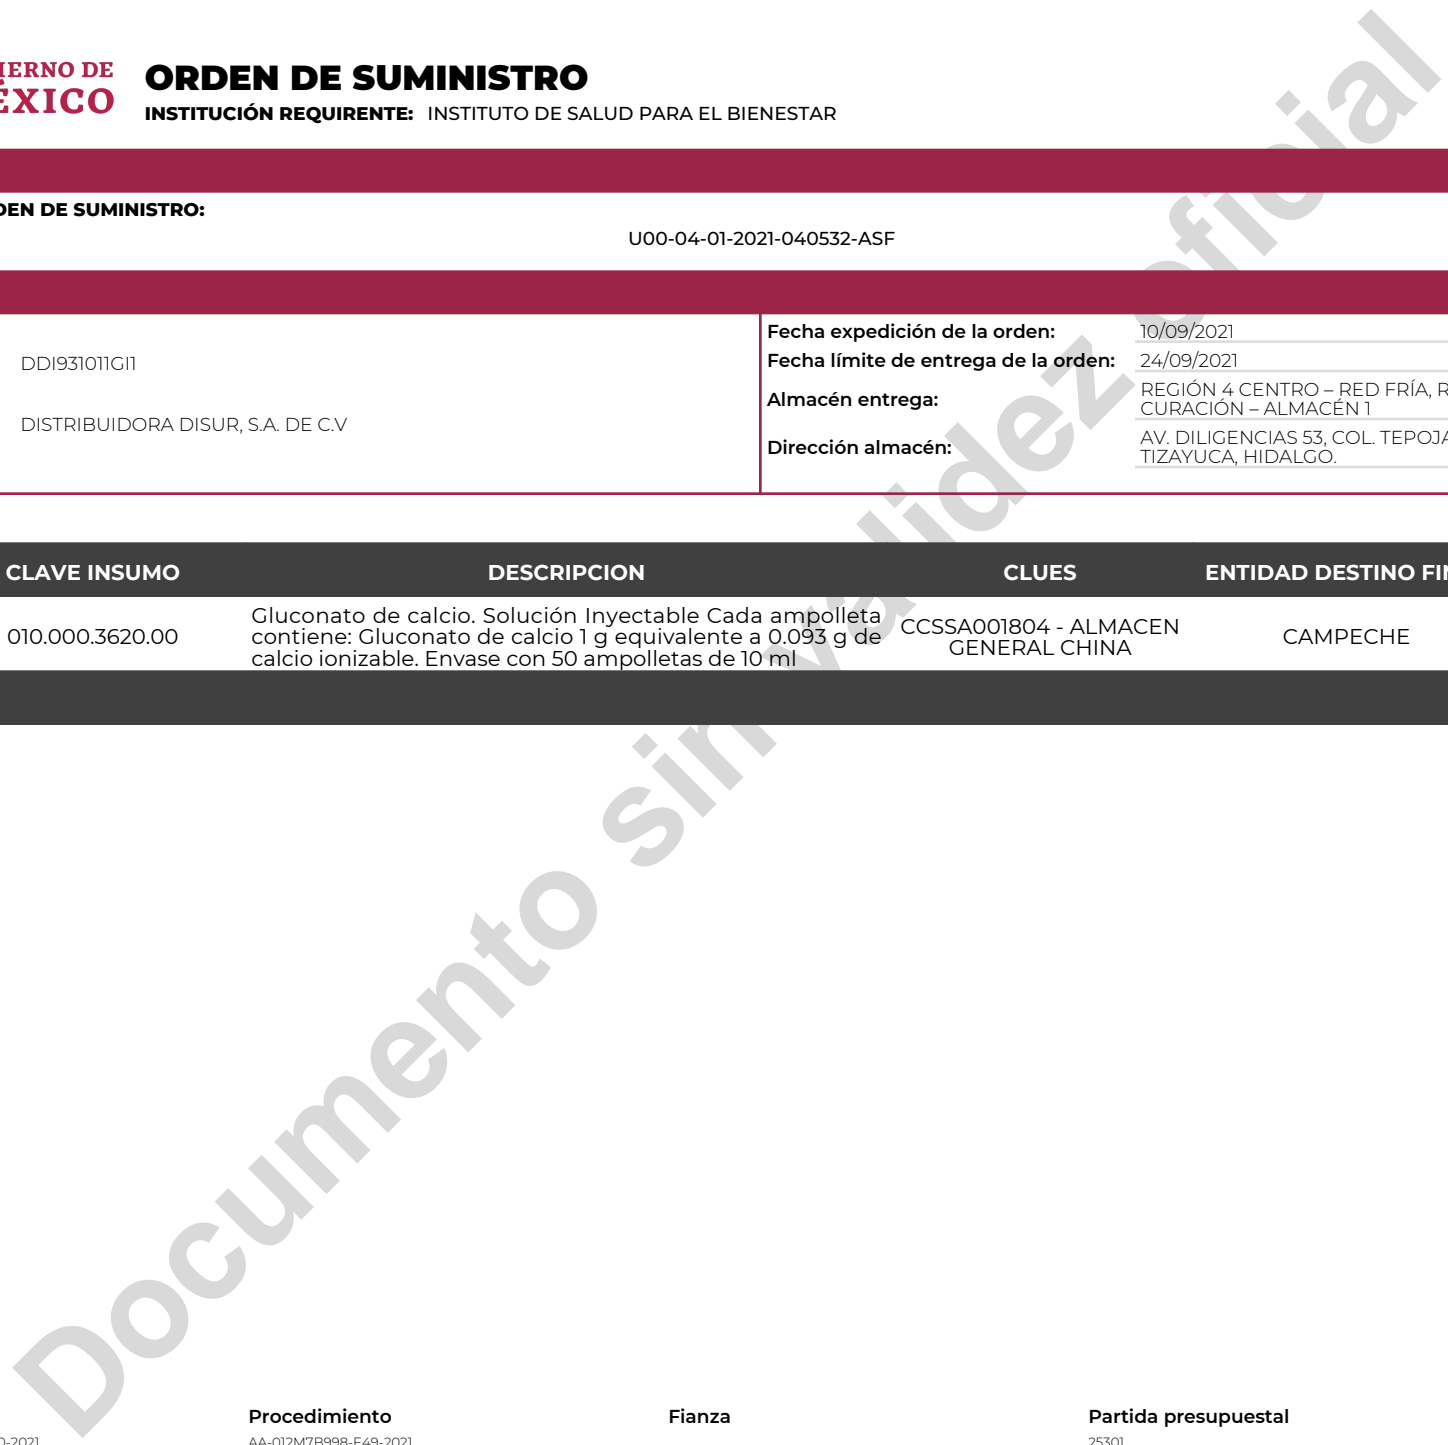 DE
ORDEN DE SUMINISTRO
INSTITUCIÓN REQUIRENTE: INSTITUTO DE SALUD PARA EL BIENESTAR
DE SUMINISTRO:
U00-04-01-2021-040532-ASF
DDI931011GI1
DISTRIBUIDORA DISUR, S.A. DE C.V
Fecha expedición de la orden: 10/09/2021
Fecha límite de entrega de la orden: 24/09/2021
Almacén entrega: REGIÓN 4 CENTRO – RED FRÍA,
CURACIÓN – ALMACÉN 1
Dirección almacén: AV. DILIGENCIAS 53, COL.
TIZAYUCA, HIDALGO.
CLAVE INSUMO DESCRIPCION CLUES ENTIDAD DESTINO
010.000.3620.00
Gluconato de calcio. Solución Inyectable Cada ampolleta
contiene: Gluconato de calcio 1 g equivalente a 0.093 g de
calcio ionizable. Envase con 50 ampolletas de 10 ml
CCSSA001804 - ALMACEN
GENERAL CHINA
CAMPECHE
Documento sin validez oficial
Procedimiento Fianza Partida presupuestal
AA-012M7B998-E49-2021 25301